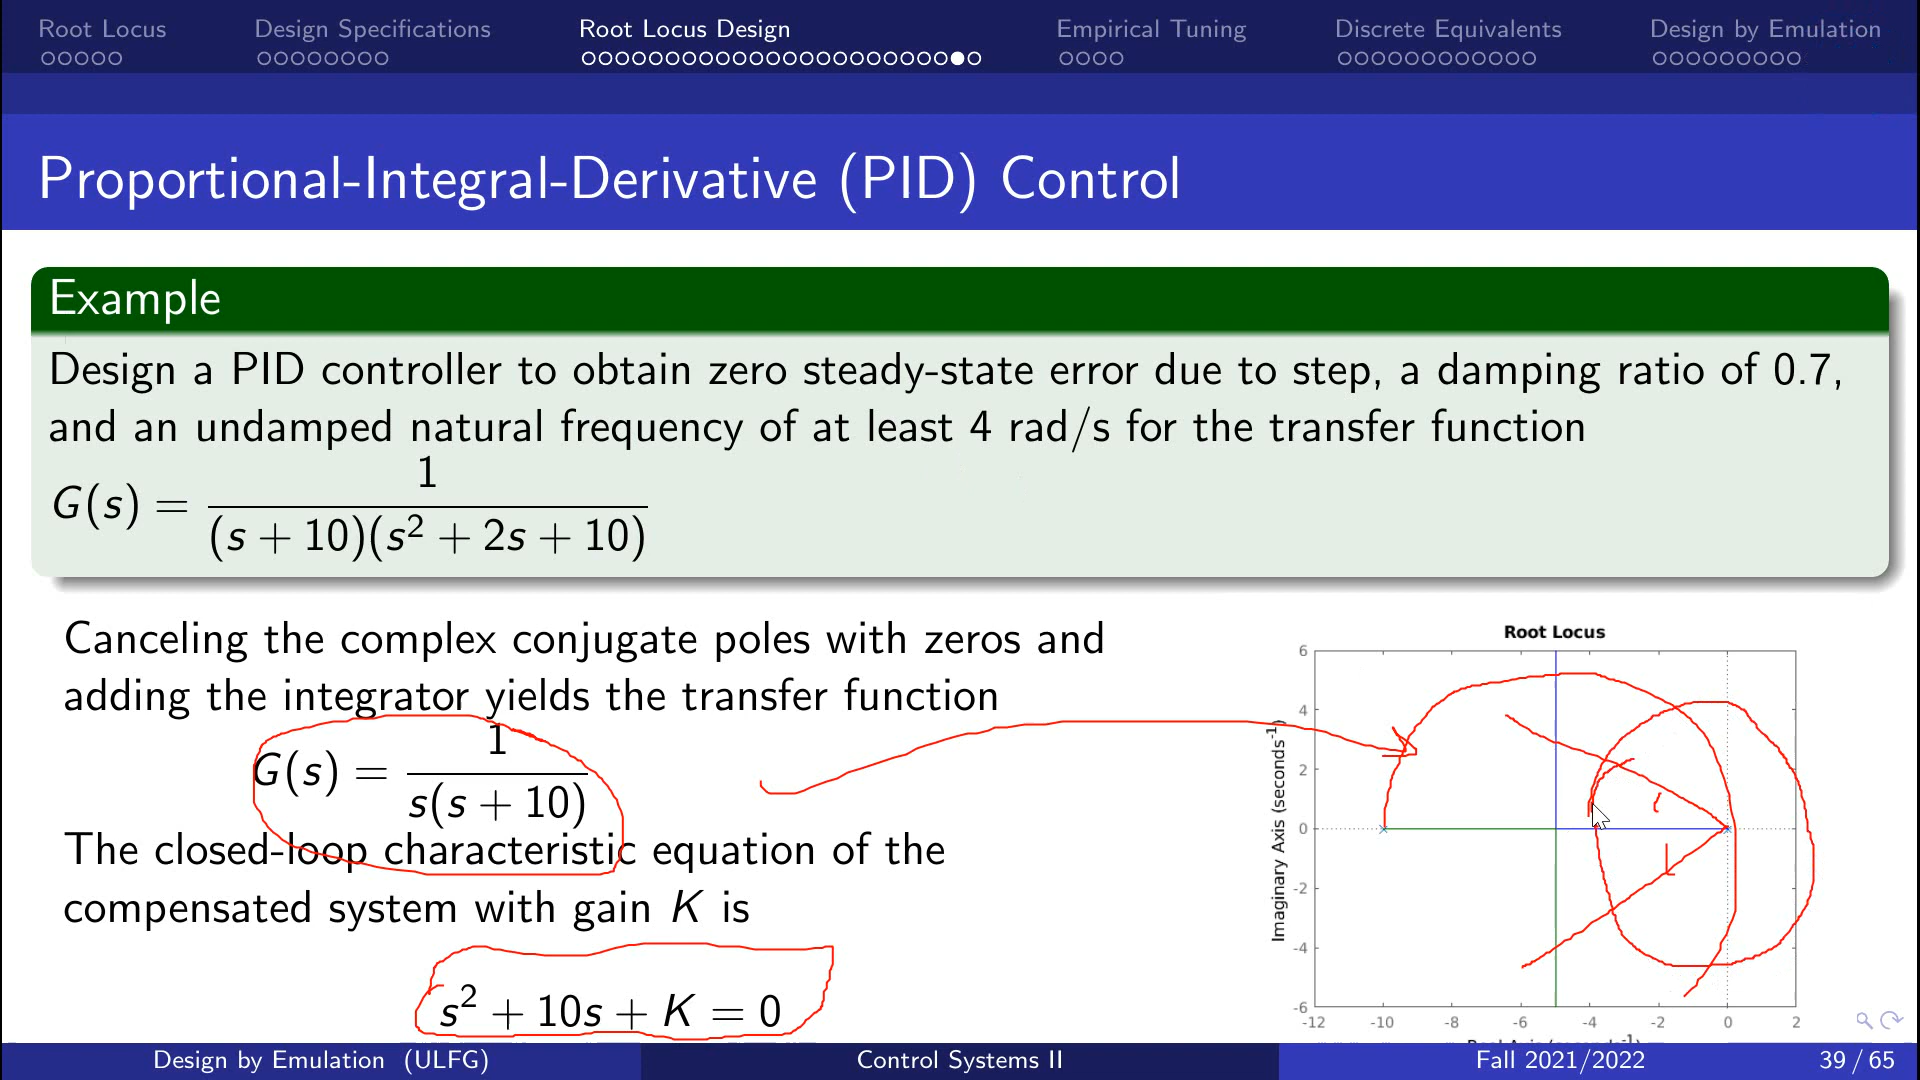 Root Locus Design Specifications Root Locus Design Empirical Tuning Discrete Equivalents Design by Emulation
Proportional-Integral-Derivative (PID) Control
Example
Design a PID controller to obtain zero steady-state error due to step, a damping ratio of 0.7,
and an undamped natural frequency of at least 4 rad/s for the transfer function
G(s) = 1 / (s + 10)(s² + 2s + 10)
Canceling the complex conjugate poles with zeros and
adding the integrator yields the transfer function
G(s) = 1 / s(s + 10)
The closed-loop characteristic equation of the
compensated system with gain K is
s² + 10s + K = 0
Root Locus
Imaginary Axis (seconds⁻¹)
6
4
2
0
-2
-4
-6
-12 -10 -8 -6 -4 -2 0 2
Design by Emulation (ULFG) Control Systems II Fall 2021/2022 39 / 65